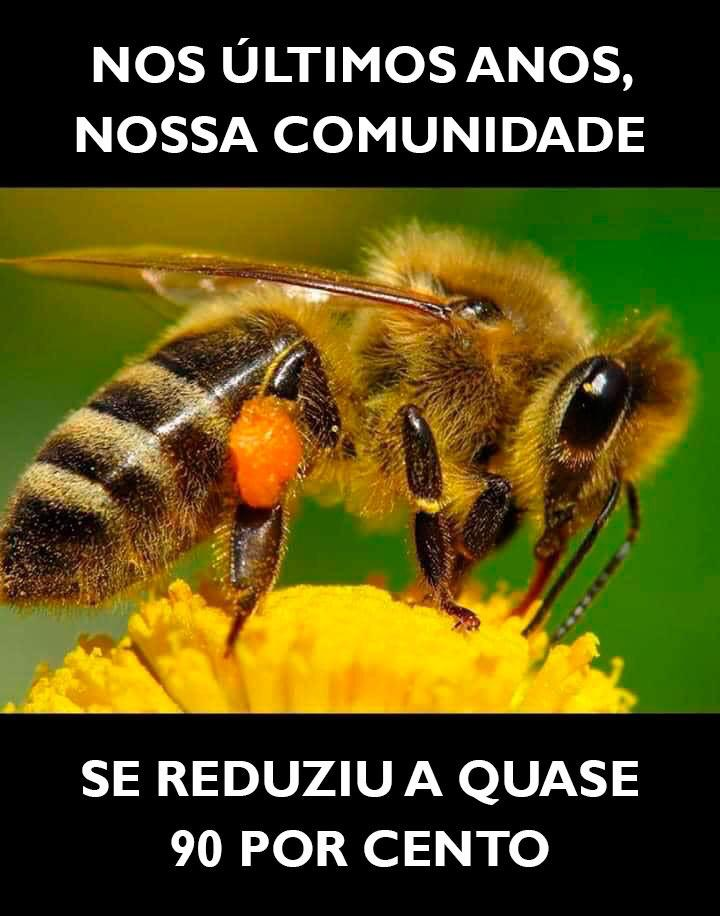 NOS ÚLTIMOS ANOS,
NOSSA COMUNIDADE
SE REDUZIU A QUASE
90 POR CENTO